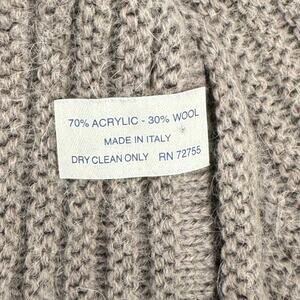 70% ACRYLIC - 30% WOOL
MADE IN ITALY
DRY CLEAN ONLY RN 72755